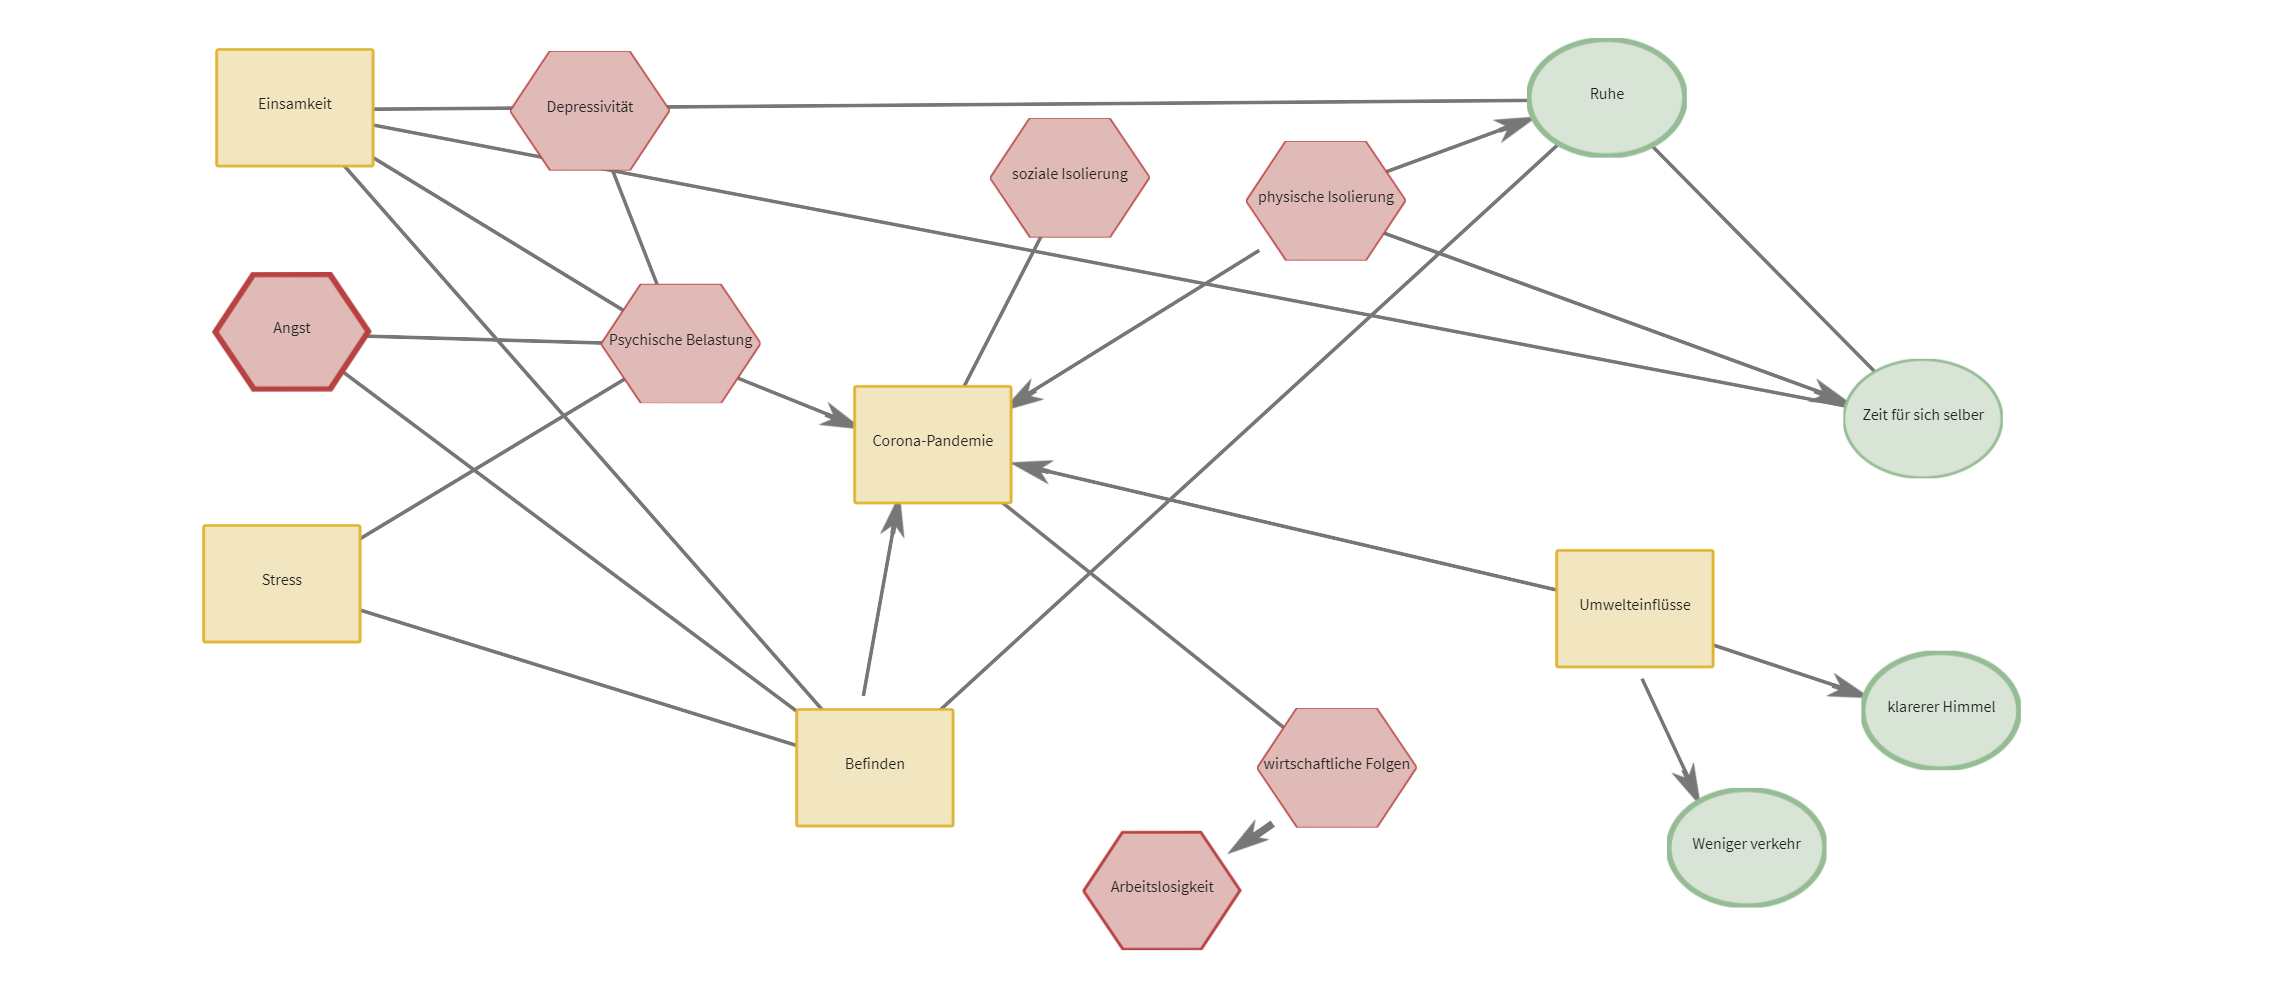 Einsamkeit
Depressivität
Ruhe
soziale Isolierung
physische Isolierung
Angst
Psychische Belastung
Zeit für sich selber
Corona-Pandemie
Stress
Umwelteinflüsse
klarerer Himmel
Befinden
wirtschaftliche Folgen
Weniger verkehr
Arbeitslosigkeit